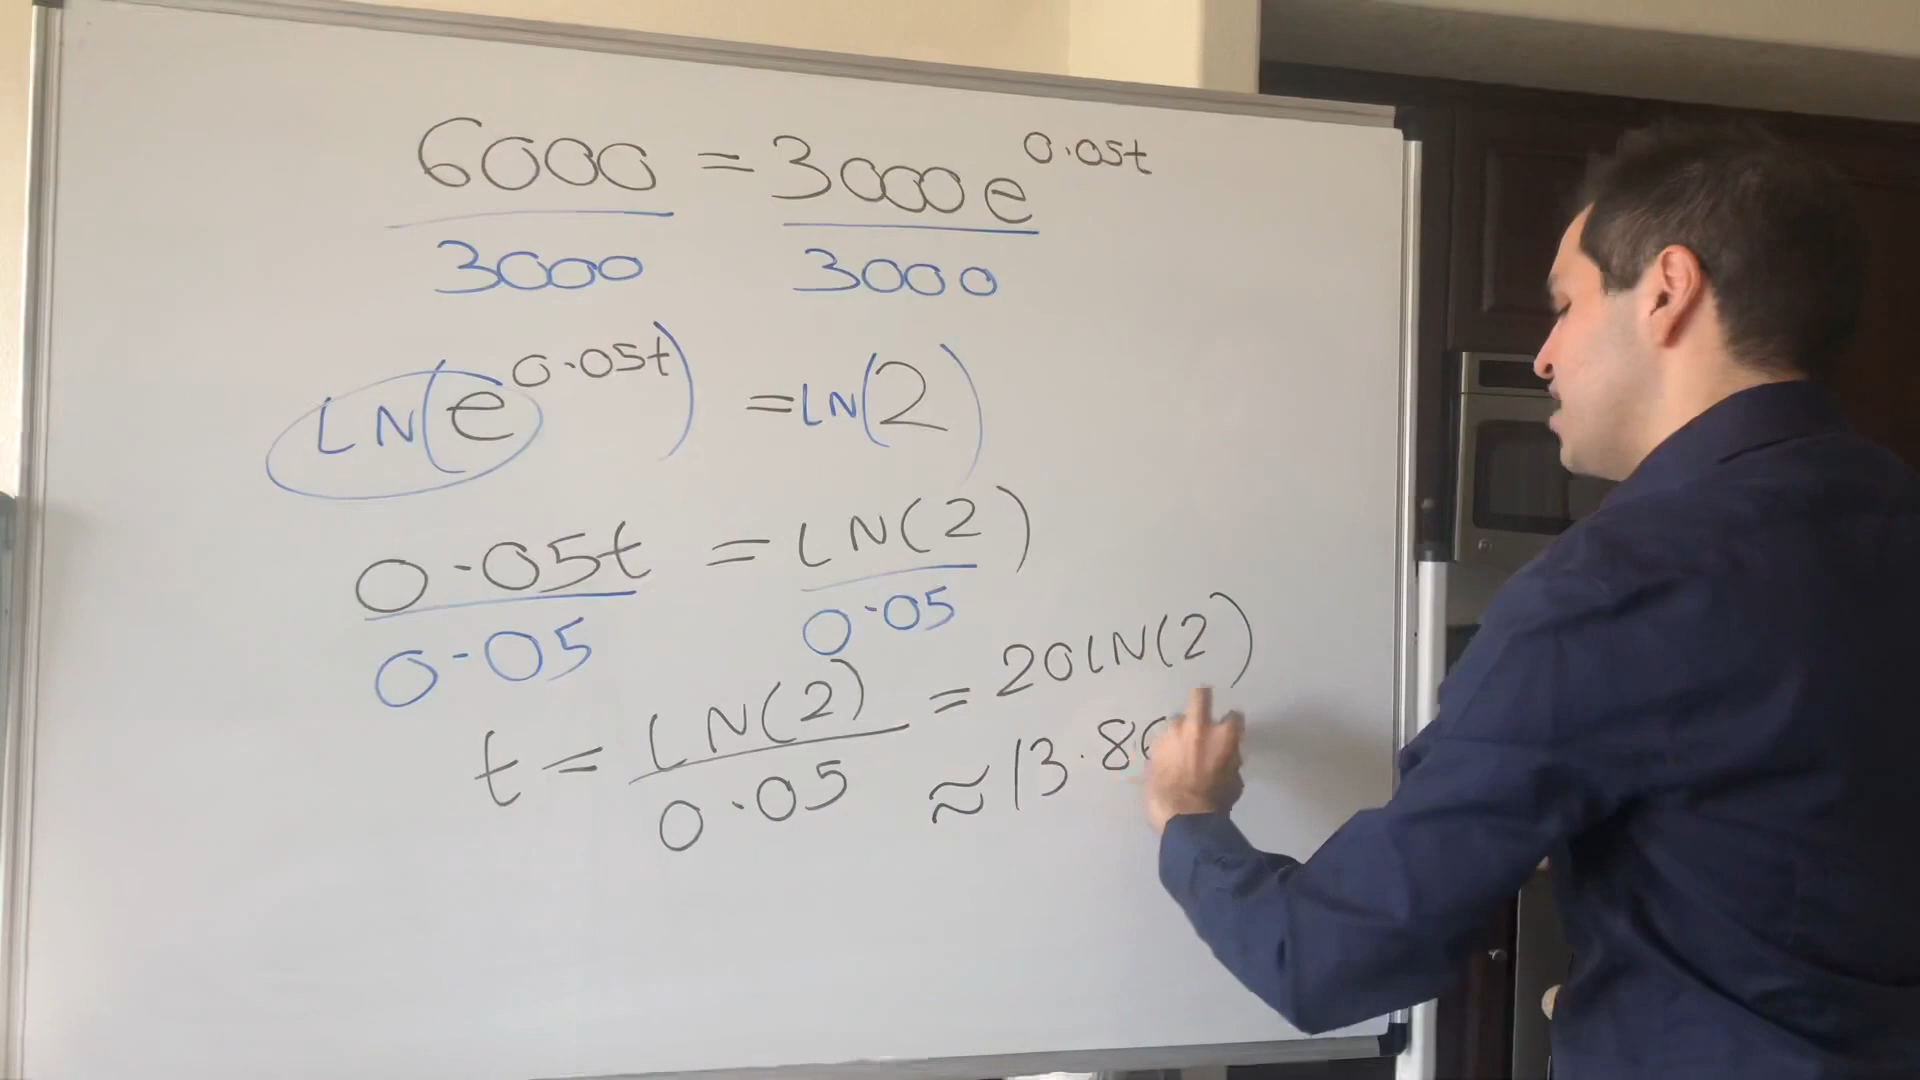 6000 = 3000e^0.05t
3000 3000
LN(e^0.05t) = LN(2)
0.05t = LN(2)
0.05 0.05
t = LN(2) = 20LN(2)
0.05 ≈ 13.8